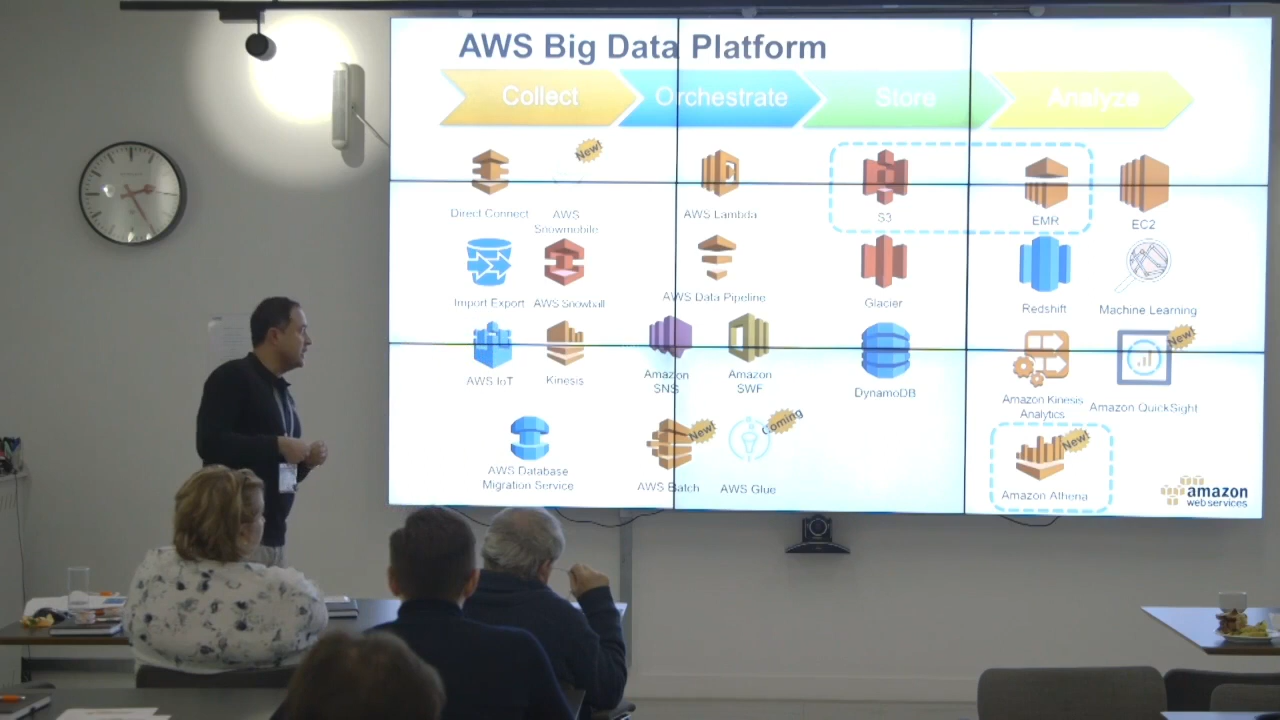 AWS Big Data Platform
Collect
Orchestrate
Store
Analyze
New!
Direct Connect
AWS
Snowmobile
AWS Lambda
S3
EMR
EC2
Import Export
AWS Snowball
AWS Data Pipeline
Glacier
Redshift
Machine Learning
New!
AWS IoT
Kinesis
Amazon
SNS
Amazon
SWF
DynamoDB
Amazon Kinesis
Analytics
Amazon QuickSight
New!
Coming
New!
AWS Database
Migration Service
AWS Batch
AWS Glue
Amazon Athena
amazon
web services